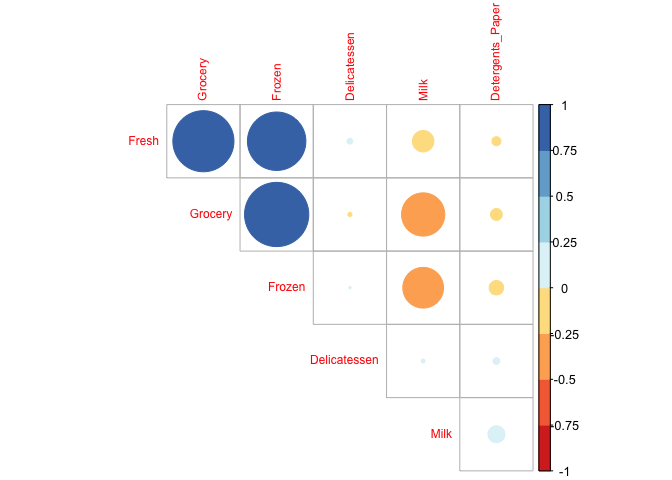 Grocery
Frozen
Delicatessen
Milk
Detergents_Paper
Fresh
Grocery
Frozen
Delicatessen
Milk
1
0.75
0.5
0.25
0
-0.25
-0.5
-0.75
-1